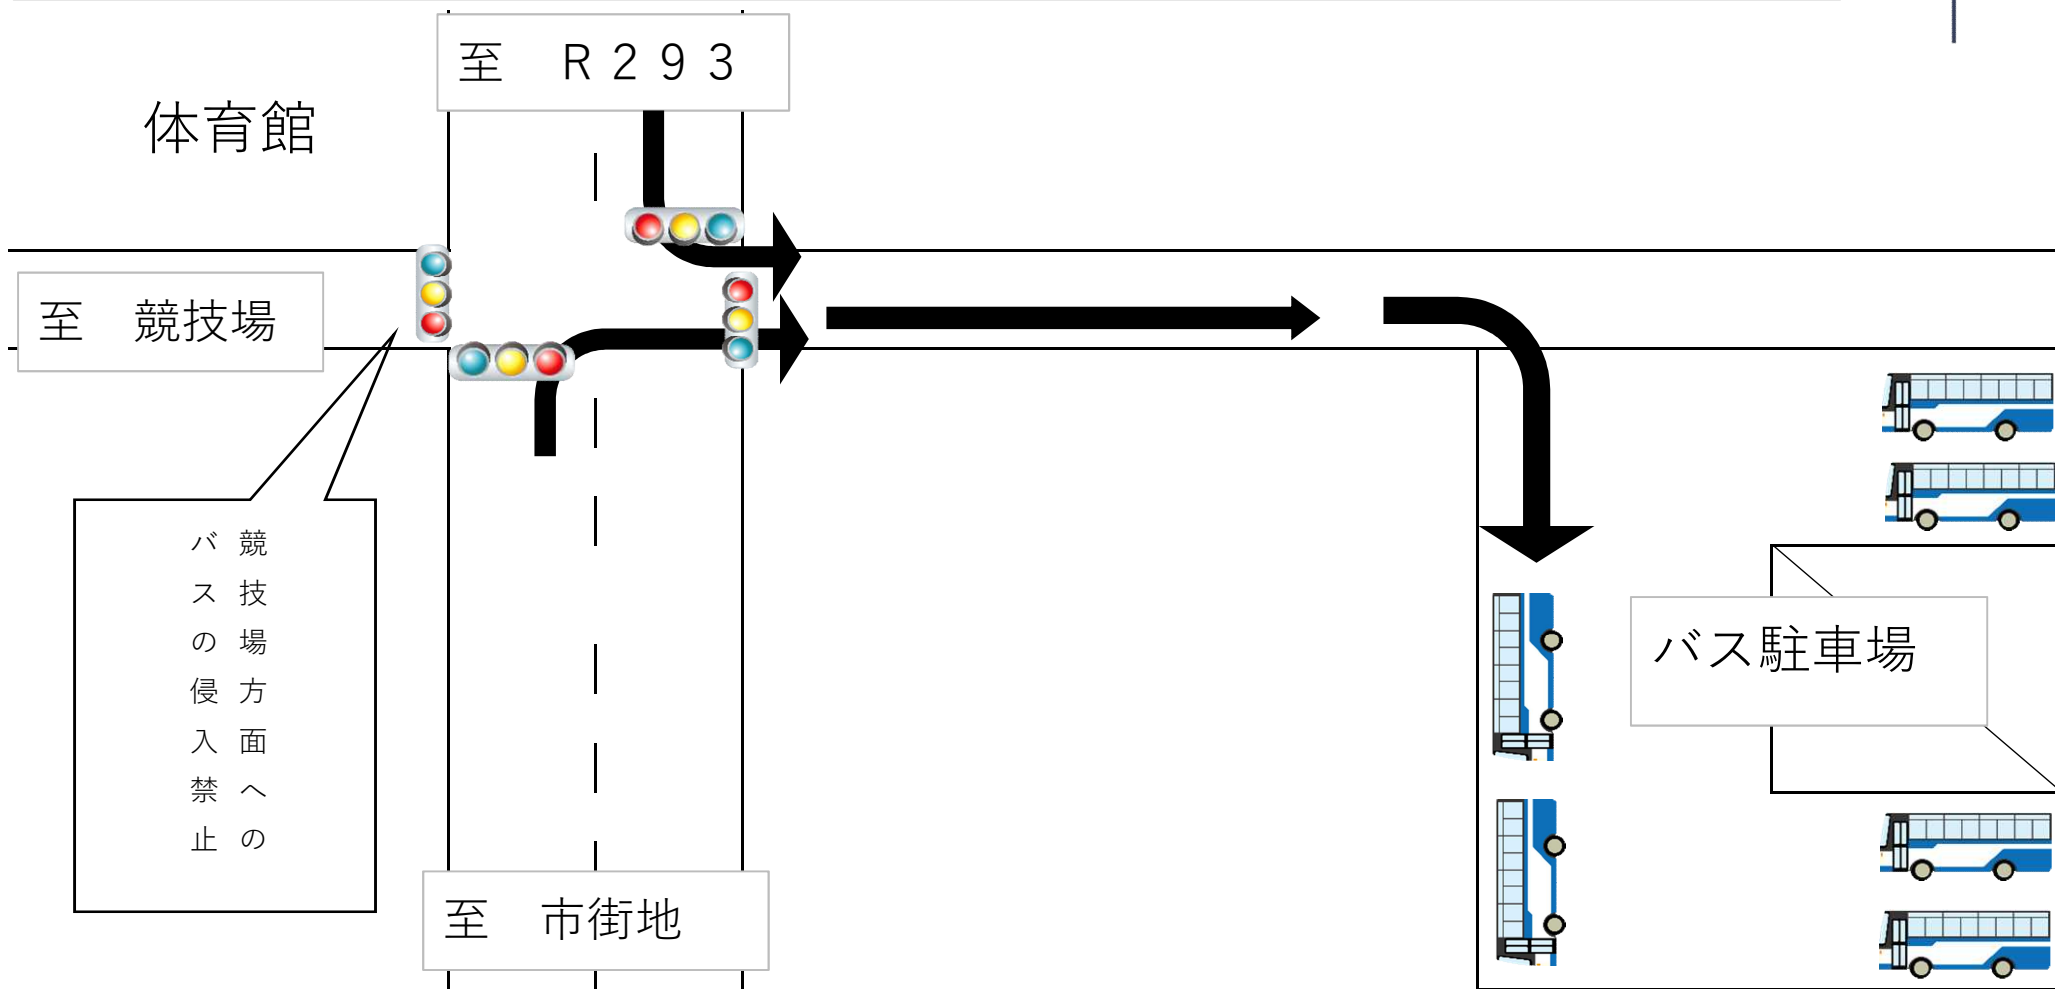 至　Ｒ２９３
体育館
至　競技場
競技場方面への
バスの侵入禁止
バス駐車場
至　市街地